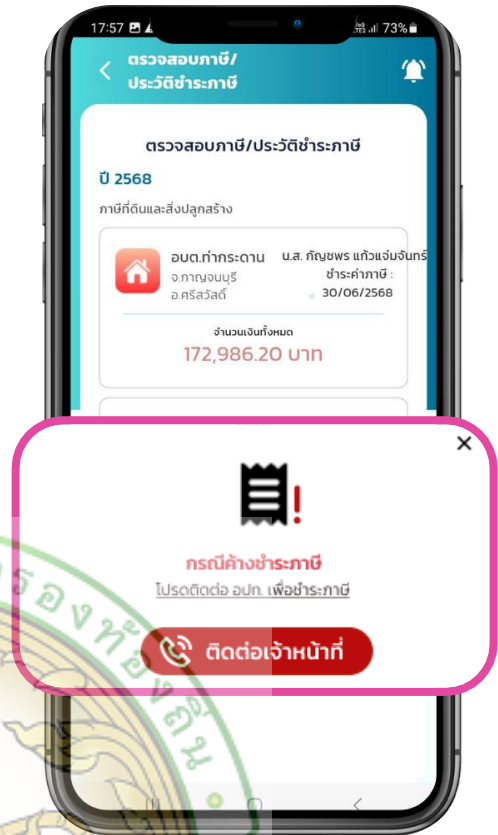 17:57
73%
ตรวจสอบภาษี/
ประวัติชำระภาษี
ตรวจสอบภาษี/ประวัติชำระภาษี
ปี 2568
ภาษีที่ดินและสิ่งปลูกสร้าง
อบต.ท่ากระดาน
น.ส. กัญชพร แก้วแจ่มจันทร์
จ.กาญจนบุรี
ชำระค่าภาษี :
อ.ศรีสวัสดิ์
30/06/2568
จำนวนเงินทั้งหมด
172,986.20 บาท
กรณีค้างชำระภาษี
โปรดติดต่อ อปท. เพื่อชำระภาษี
ติดต่อเจ้าหน้าที่